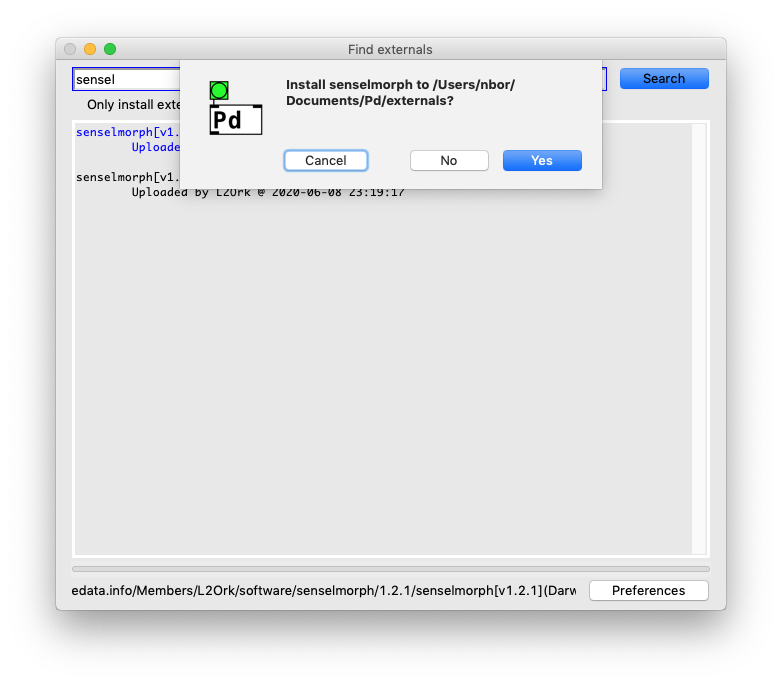 Find externals
sensel
Search
Only install exte
Install senselmorph to /Users/nbor/
Documents/Pd/externals?
Pd
Cancel
No
Yes
senselmorph[v1.
Uploade
senselmorph[v1.
Uploaded by L2Ork @ 2020-06-08 23:19:17
edata.info/Members/L2Ork/software/senselmorph/1.2.1/senselmorph[v1.2.1](Darw
Preferences